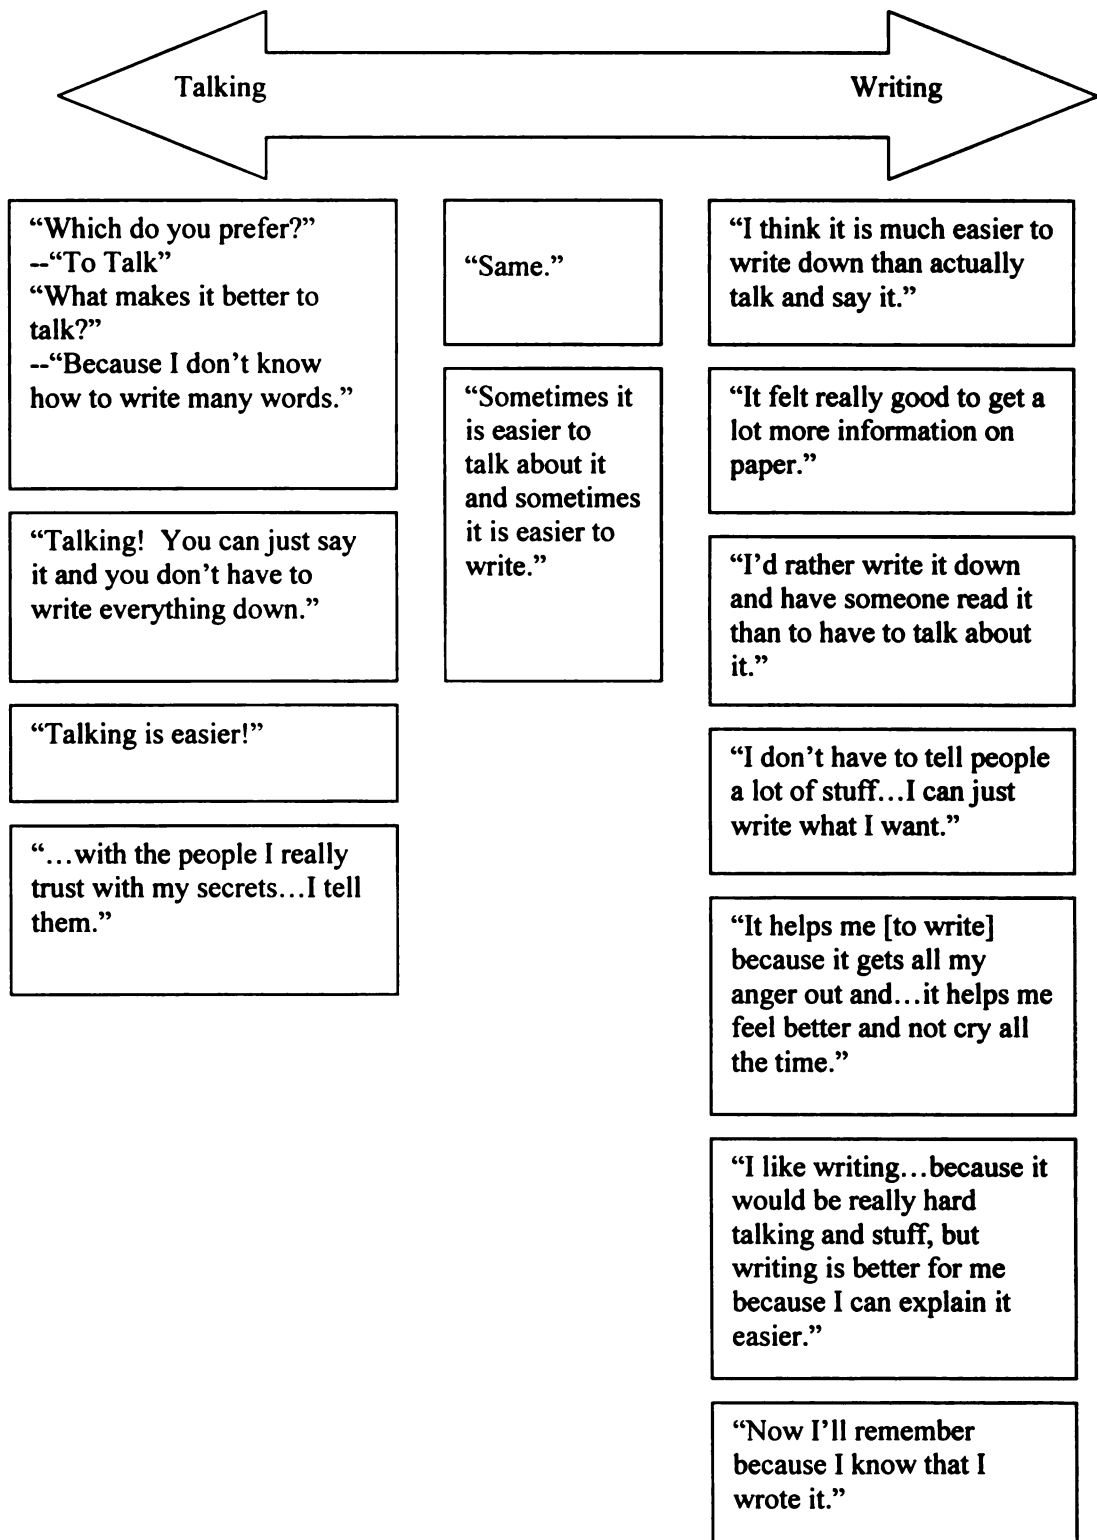 Talking
Writing
“Which do you prefer?”
--“To Talk”
“What makes it better to
talk?”
--“Because I don’t know
how to write many words.”
“Talking! You can just say
it and you don’t have to
write everything down.”
“Talking is easier!”
“…with the people I really
trust with my secrets…I tell
them.”
“Same.”
“Sometimes it
is easier to
talk about it
and sometimes
it is easier to
write.”
“I think it is much easier to
write down than actually
talk and say it.”
“It felt really good to get a
lot more information on
paper.”
“I’d rather write it down
and have someone read it
than to have to talk about
it.”
“I don’t have to tell people
a lot of stuff…I can just
write what I want.”
“It helps me [to write]
because it gets all my
anger out and…it helps me
feel better and not cry all
the time.”
“I like writing…because it
would be really hard
talking and stuff, but
writing is better for me
because I can explain it
easier.”
“Now I’ll remember
because I know that I
wrote it.”